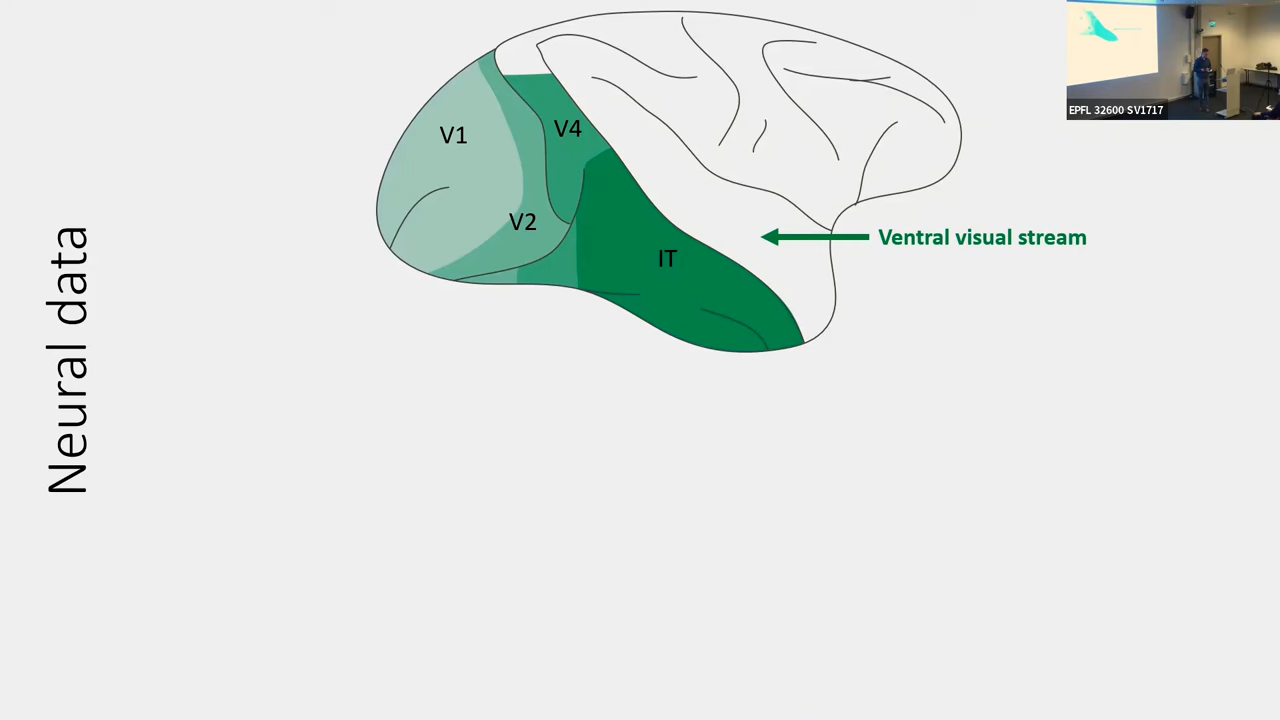 Neural data
V1
V4
V2
IT
Ventral visual stream
EPFL 32600 SV1717